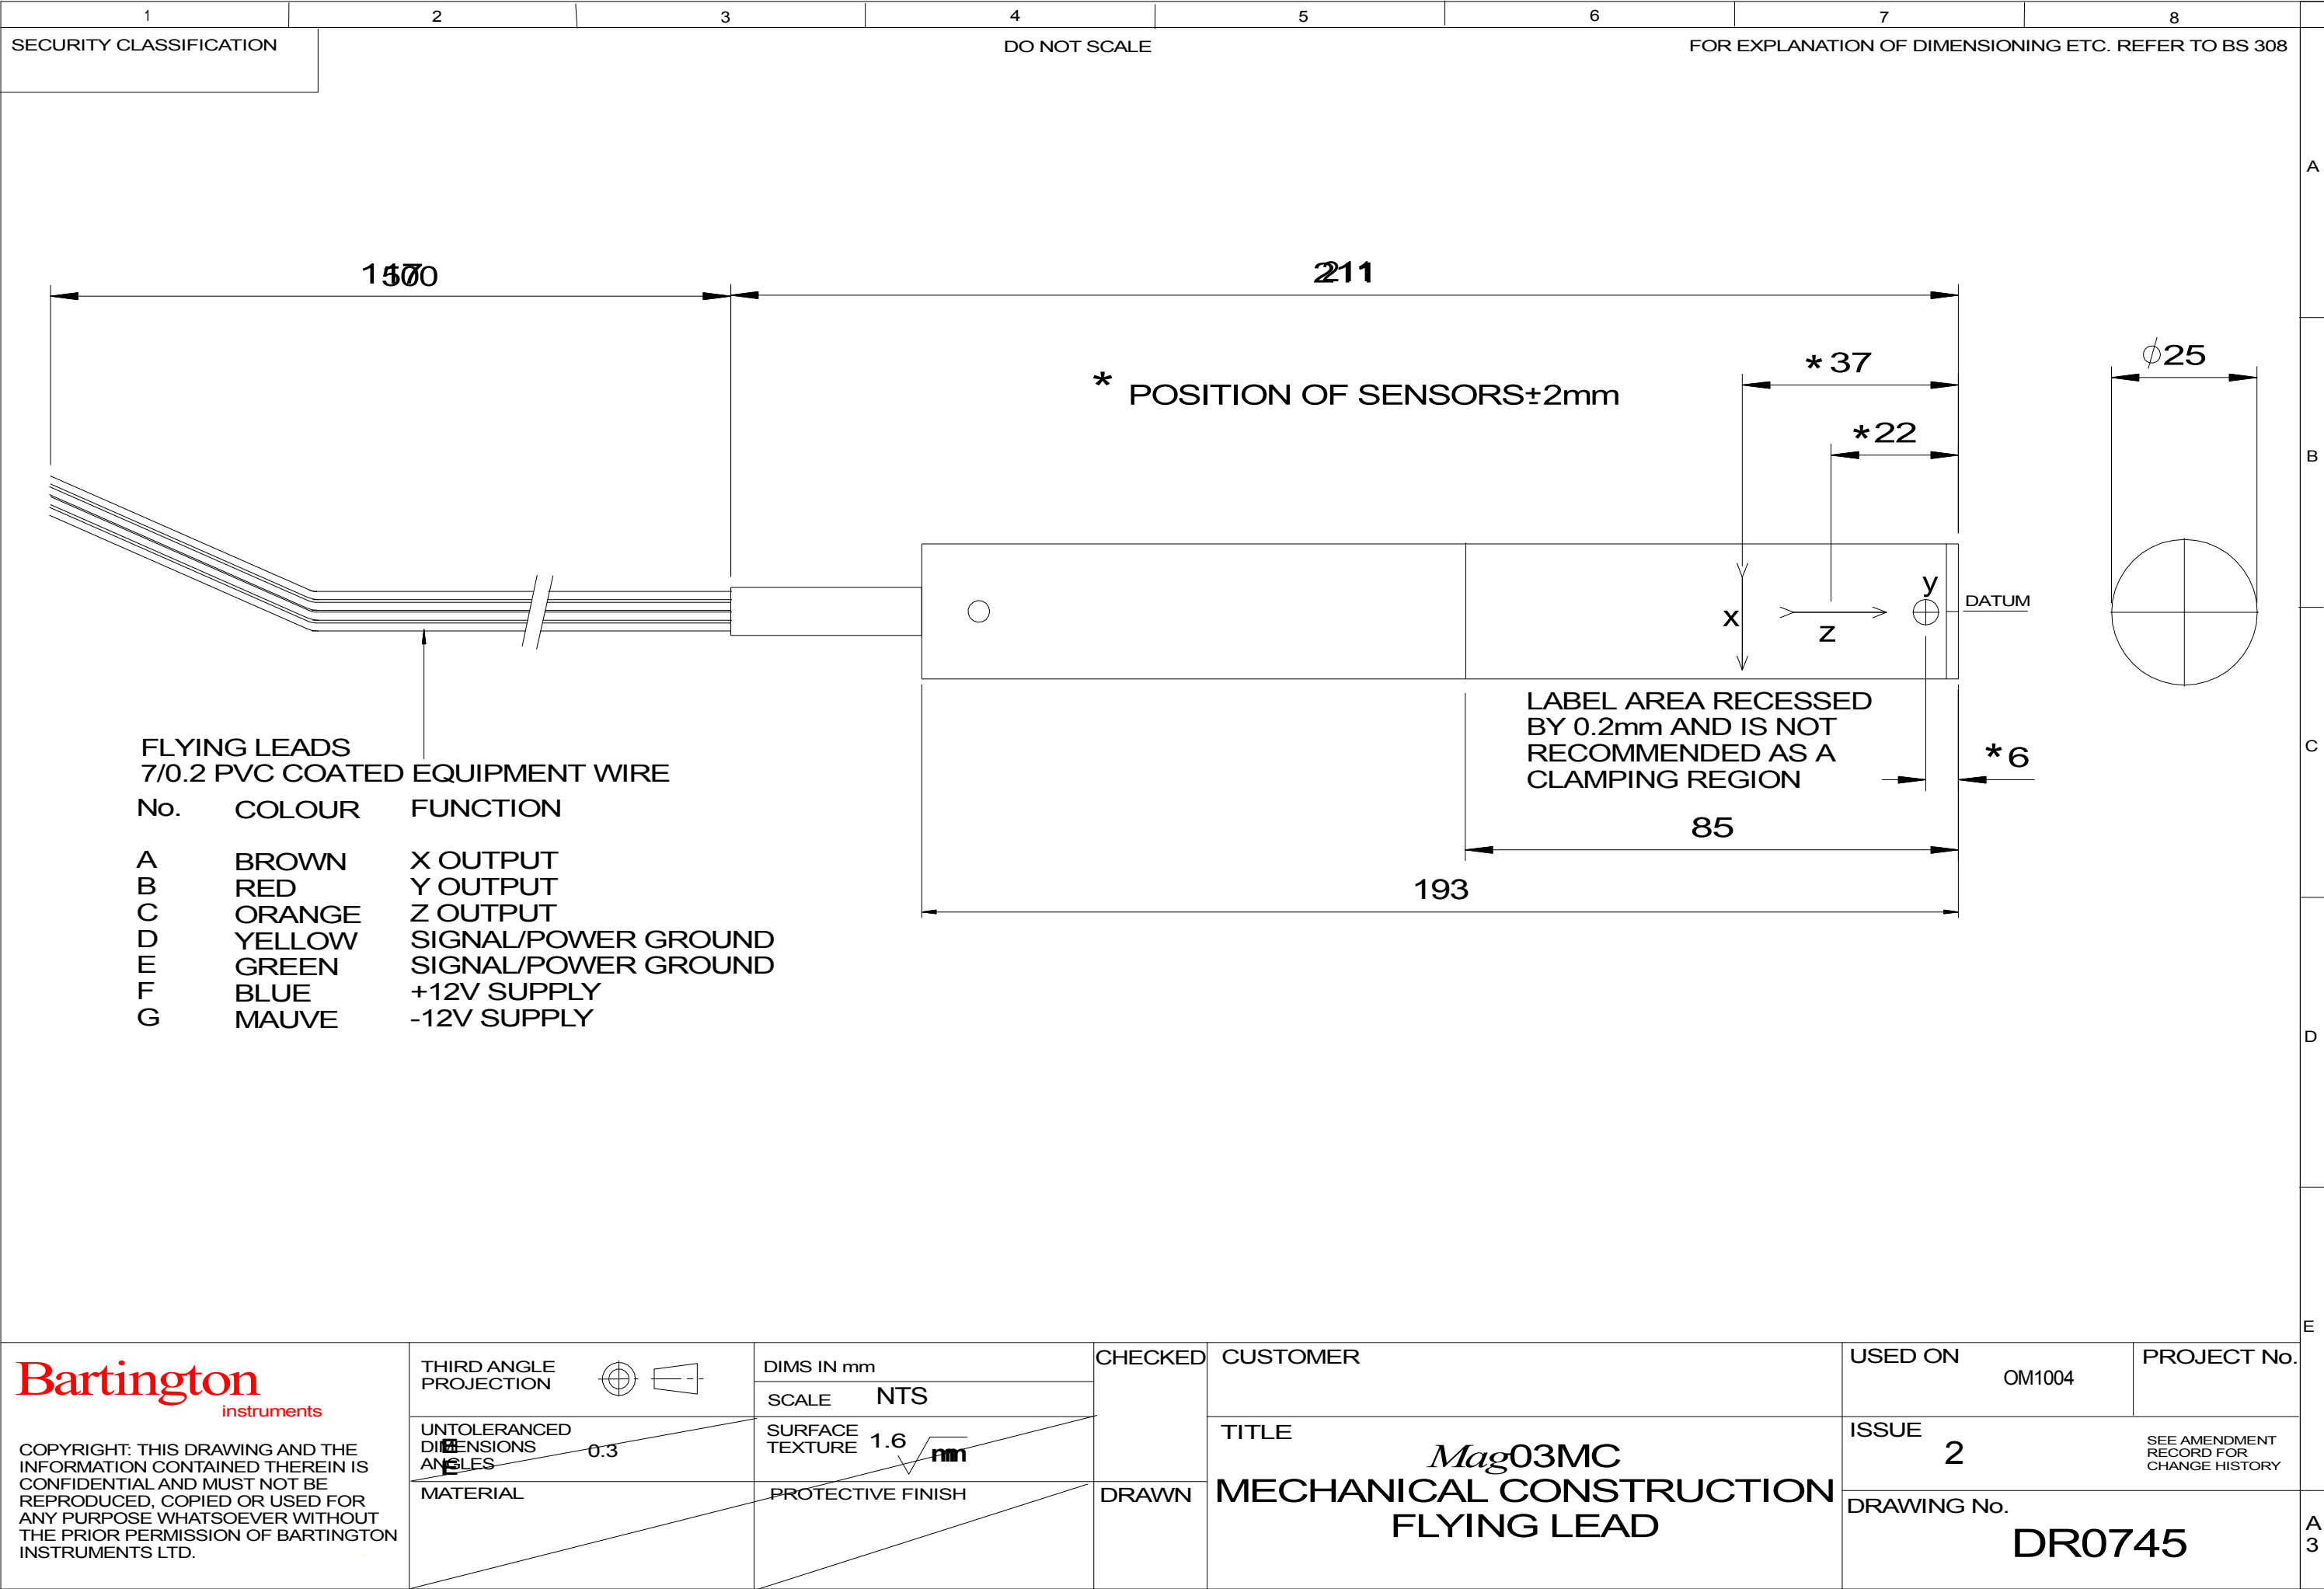 1 2 3 4 5 6 7 8
SECURITY CLASSIFICATION
DO NOT SCALE
FOR EXPLANATION OF DIMENSIONING ETC. REFER TO BS 308
A
B
C
D
E
A
3
211
* 37
⌀25
* POSITION OF SENSORS±2mm
*22
y
x
z
DATUM
LABEL AREA RECESSED
BY 0.2mm AND IS NOT
RECOMMENDED AS A
CLAMPING REGION
*6
85
193
FLYING LEADS
7/0.2 PVC COATED EQUIPMENT WIRE
No. COLOUR FUNCTION
A BROWN X OUTPUT
B RED Y OUTPUT
C ORANGE Z OUTPUT
D YELLOW SIGNAL/POWER GROUND
E GREEN SIGNAL/POWER GROUND
F BLUE +12V SUPPLY
G MAUVE -12V SUPPLY
Bartington
instruments
COPYRIGHT: THIS DRAWING AND THE
INFORMATION CONTAINED THEREIN IS
CONFIDENTIAL AND MUST NOT BE
REPRODUCED, COPIED OR USED FOR
ANY PURPOSE WHATSOEVER WITHOUT
THE PRIOR PERMISSION OF BARTINGTON
INSTRUMENTS LTD.
THIRD ANGLE
PROJECTION
UNTOLERANCED
DIMENSIONS 0.3
ANGLES
MATERIAL
DIMS IN mm
SCALE NTS
SURFACE
TEXTURE 1.6
PROTECTIVE FINISH
CHECKED
DRAWN
CUSTOMER
TITLE
Mag03MC
MECHANICAL CONSTRUCTION
FLYING LEAD
USED ON
OM1004
PROJECT No.
ISSUE
2
SEE AMENDMENT
RECORD FOR
CHANGE HISTORY
DRAWING No.
DR0745